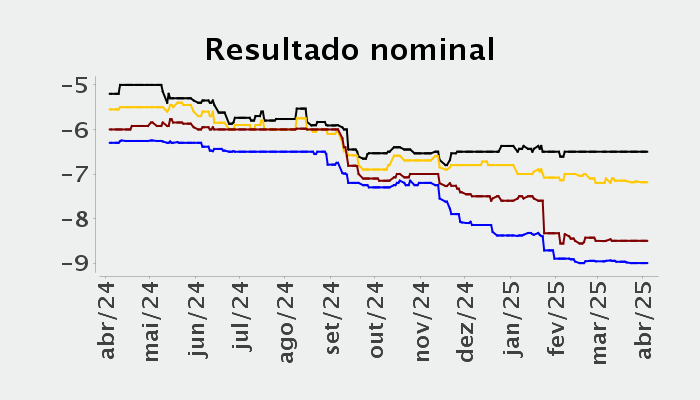 Resultado nominal
−5
−6
−7
−8
−9
abr/24
mai/24
jun/24
jul/24
ago/24
set/24
out/24
nov/24
dez/24
jan/25
fev/25
mar/25
abr/25